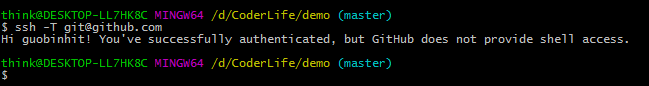 think@DESKTOP-LL7HK8C MINGW64 /d/CoderLife/demo (master)
$ ssh -T git@github.com
Hi guobinhit! You've successfully authenticated, but GitHub does not provide shell access.
think@DESKTOP-LL7HK8C MINGW64 /d/CoderLife/demo (master)
$